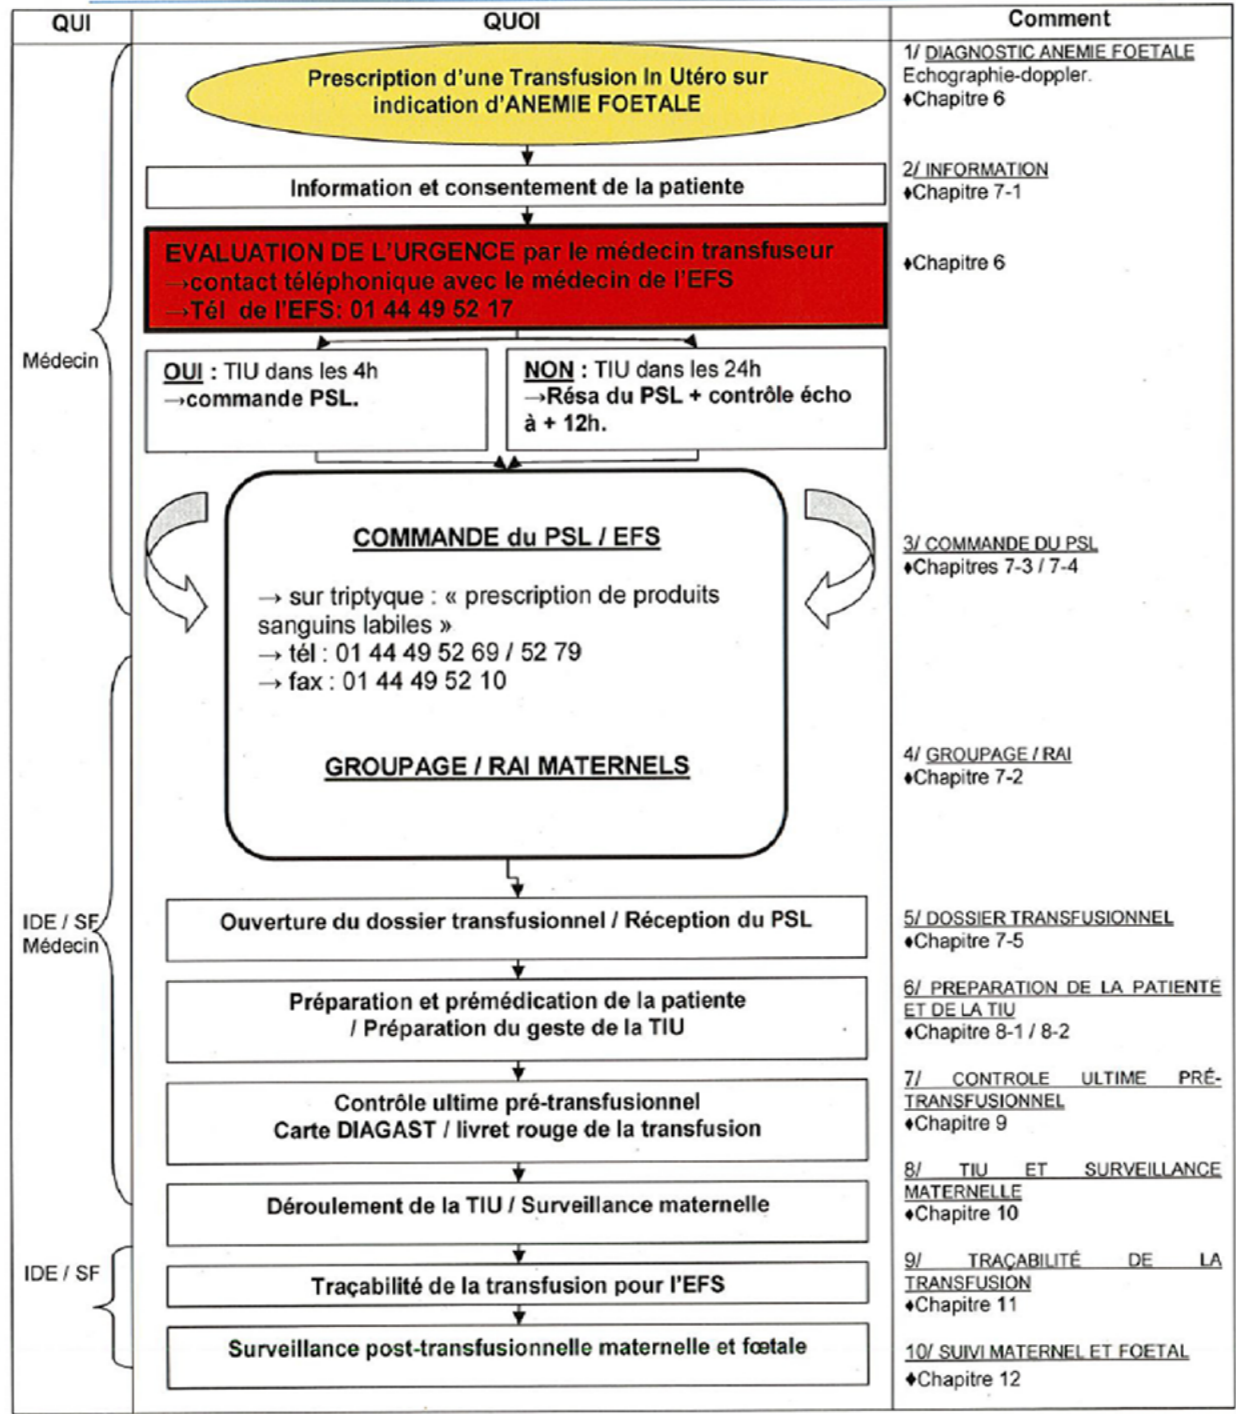 QUI
QUOI
Comment
Prescription d'une Transfusion In Utéro sur
indication d'ANEMIE FOETALE
1/ DIAGNOSTIC ANEMIE FOETALE
Echographie-doppler.
♦Chapitre 6
Information et consentement de la patiente
2/ INFORMATION
♦Chapitre 7-1
EVALUATION DE L'URGENCE par le médecin transfuseur
→contact téléphonique avec le médecin de l'EFS
→Tél de l'EFS: 01 44 49 52 17
♦Chapitre 6
Médecin
OUI : TIU dans les 4h
→commande PSL.
NON : TIU dans les 24h
→Résa du PSL + contrôle écho
à + 12h.
COMMANDE du PSL / EFS
→ sur triptyque : « prescription de produits
sanguins labiles »
→ tél : 01 44 49 52 69 / 52 79
→ fax : 01 44 49 52 10
3/ COMMANDE DU PSL
♦Chapitres 7-3 / 7-4
GROUPAGE / RAI MATERNELS
4/ GROUPAGE / RAI
♦Chapitre 7-2
IDE / SF
Médecin
Ouverture du dossier transfusionnel / Réception du PSL
5/ DOSSIER TRANSFUSIONNEL
♦Chapitre 7-5
Préparation et prémédication de la patiente
/ Préparation du geste de la TIU
6/ PREPARATION DE LA PATIENTE
ET DE LA TIU
♦Chapitre 8-1 / 8-2
Contrôle ultime pré-transfusionnel
Carte DIAGAST / livret rouge de la transfusion
7/ CONTROLE ULTIME PRÉ-
TRANSFUSIONNEL
♦Chapitre 9
Déroulement de la TIU / Surveillance maternelle
8/ TIU ET SURVEILLANCE
MATERNELLE
♦Chapitre 10
IDE / SF
Traçabilité de la transfusion pour l'EFS
9/ TRAÇABILITÉ DE LA
TRANSFUSION
♦Chapitre 11
Surveillance post-transfusionnelle maternelle et fœtale
10/ SUIVI MATERNEL ET FOETAL
♦Chapitre 12